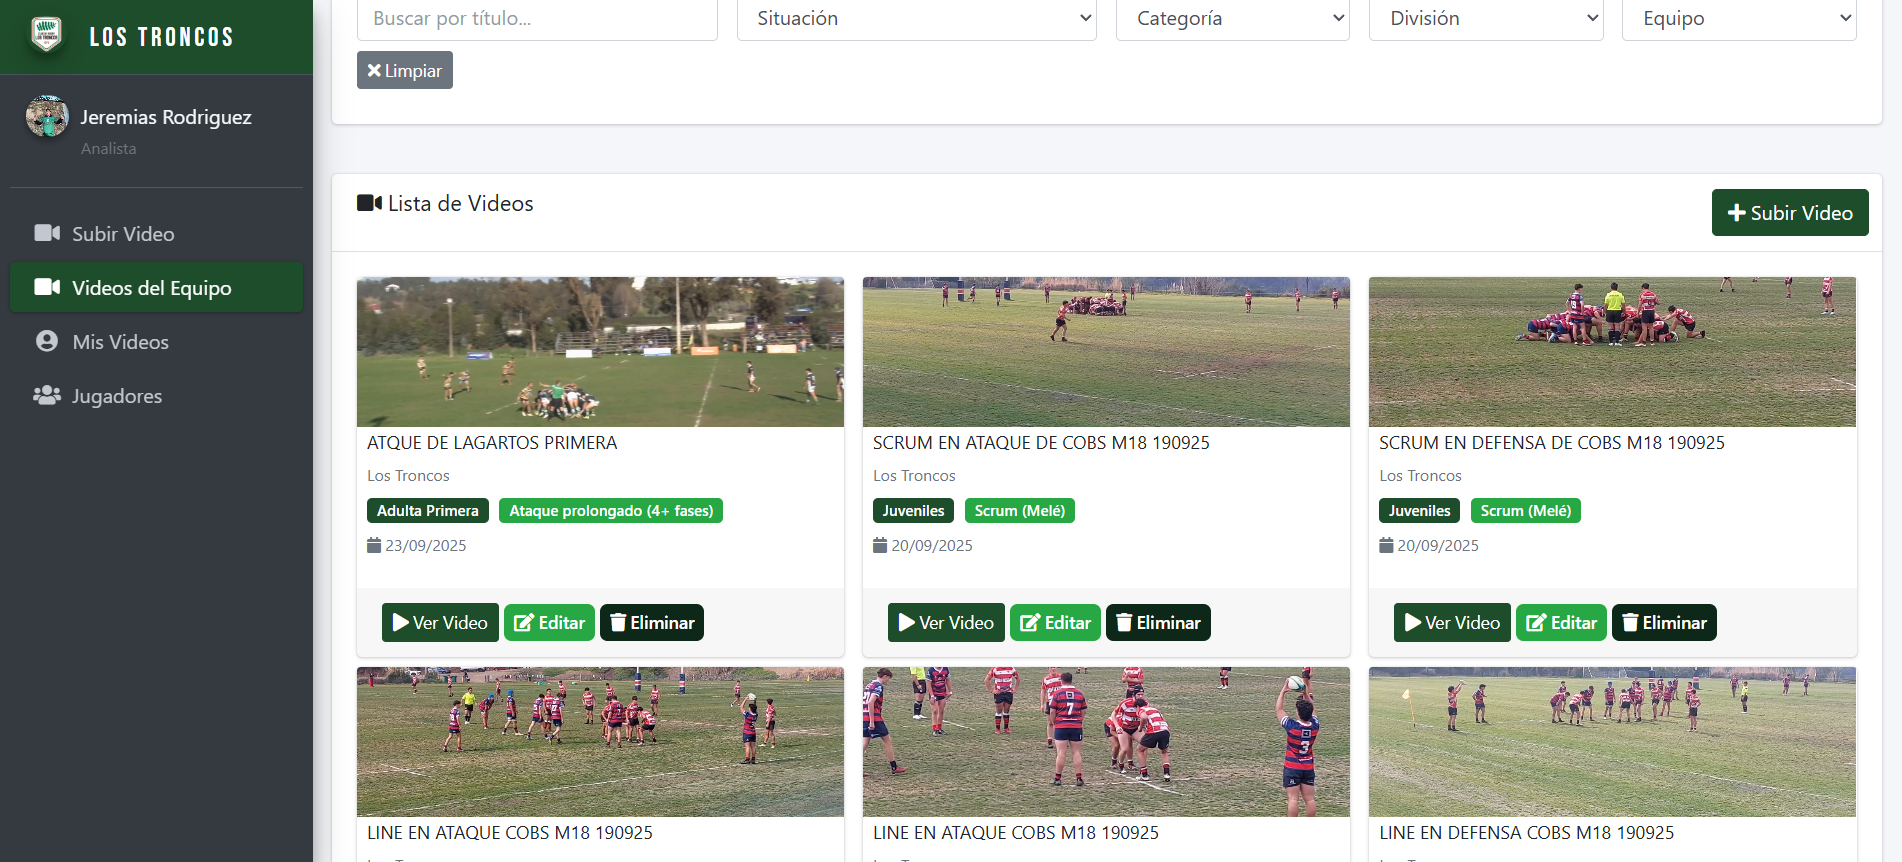 LOS TRONCOS
Jeremias Rodriguez
Analista
Subir Video
Videos del Equipo
Mis Videos
Jugadores
Buscar por título...
Situación
Categoría
División
Equipo
Limpiar
Lista de Videos
Subir Video
ATQUE DE LAGARTOS PRIMERA
Los Troncos
Adulta Primera
Ataque prolongado (4+ fases)
23/09/2025
Ver Video
Editar
Eliminar
SCRUM EN ATAQUE DE COBS M18 190925
Los Troncos
Juveniles
Scrum (Melé)
20/09/2025
Ver Video
Editar
Eliminar
SCRUM EN DEFENSA DE COBS M18 190925
Los Troncos
Juveniles
Scrum (Melé)
20/09/2025
Ver Video
Editar
Eliminar
7
3
LINE EN ATAQUE COBS M18 190925
LINE EN ATAQUE COBS M18 190925
LINE EN DEFENSA COBS M18 190925